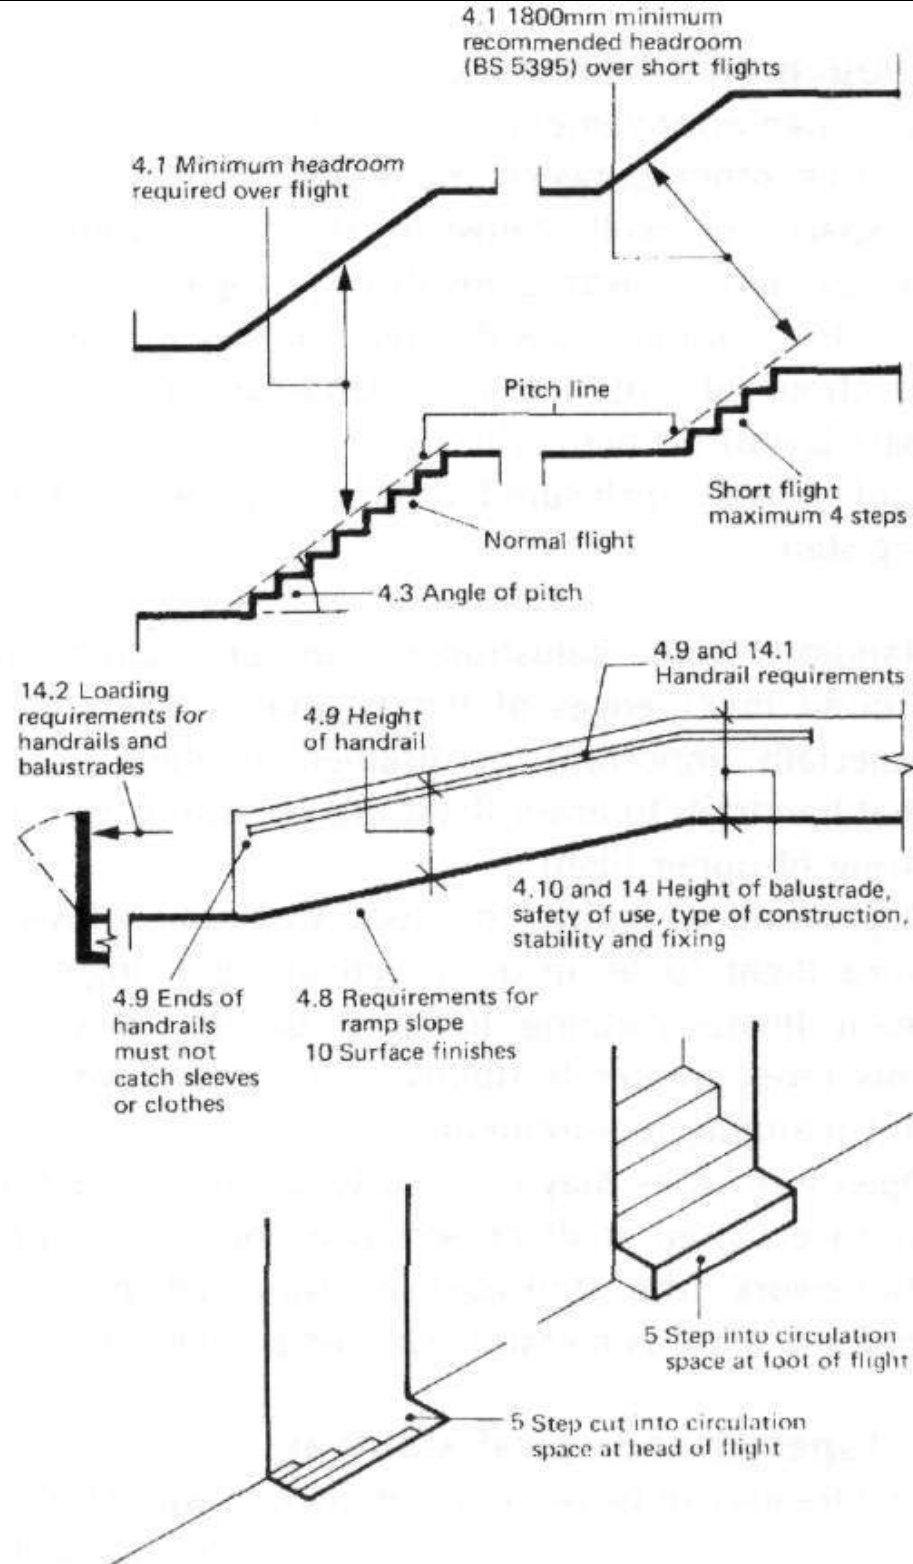 4.1 1800mm minimum
recommended headroom
(BS 5395) over short flights
4.1 Minimum headroom
required over flight
Pitch line
Short flight
maximum 4 steps
Normal flight
4.3 Angle of pitch
4.9 and 14.1
Handrail requirements
14.2 Loading
requirements for
handrails and
balustrades
4.9 Height
of handrail
4.10 and 14 Height of balustrade,
safety of use, type of construction,
stability and fixing
4.9 Ends of
handrails
must not
catch sleeves
or clothes
4.8 Requirements for
ramp slope
10 Surface finishes
5 Step into circulation
space at foot of flight
5 Step cut into circulation
space at head of flight